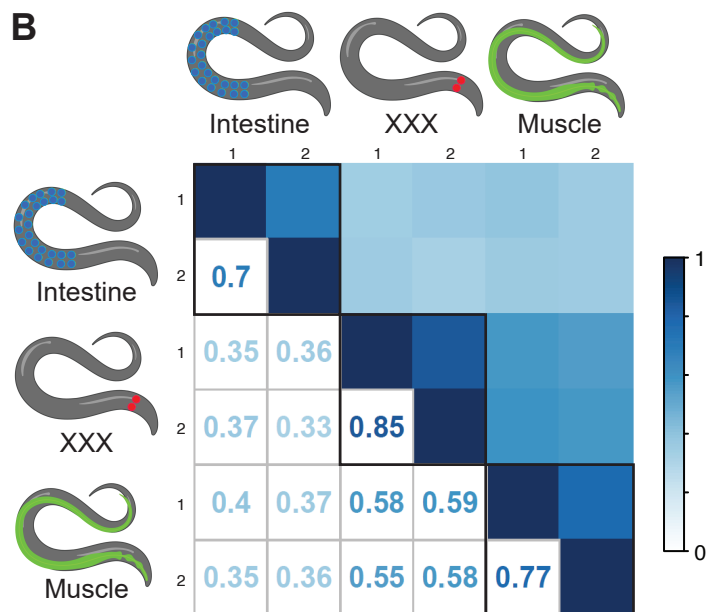 B
Intestine XXX Muscle
1 2 1 2 1 2
1
Intestine
2 0.7
1
1 0.35 0.36
XXX
2 0.37 0.33 0.85
1 0.4 0.37 0.58 0.59
Muscle
2 0.35 0.36 0.55 0.58 0.77
0